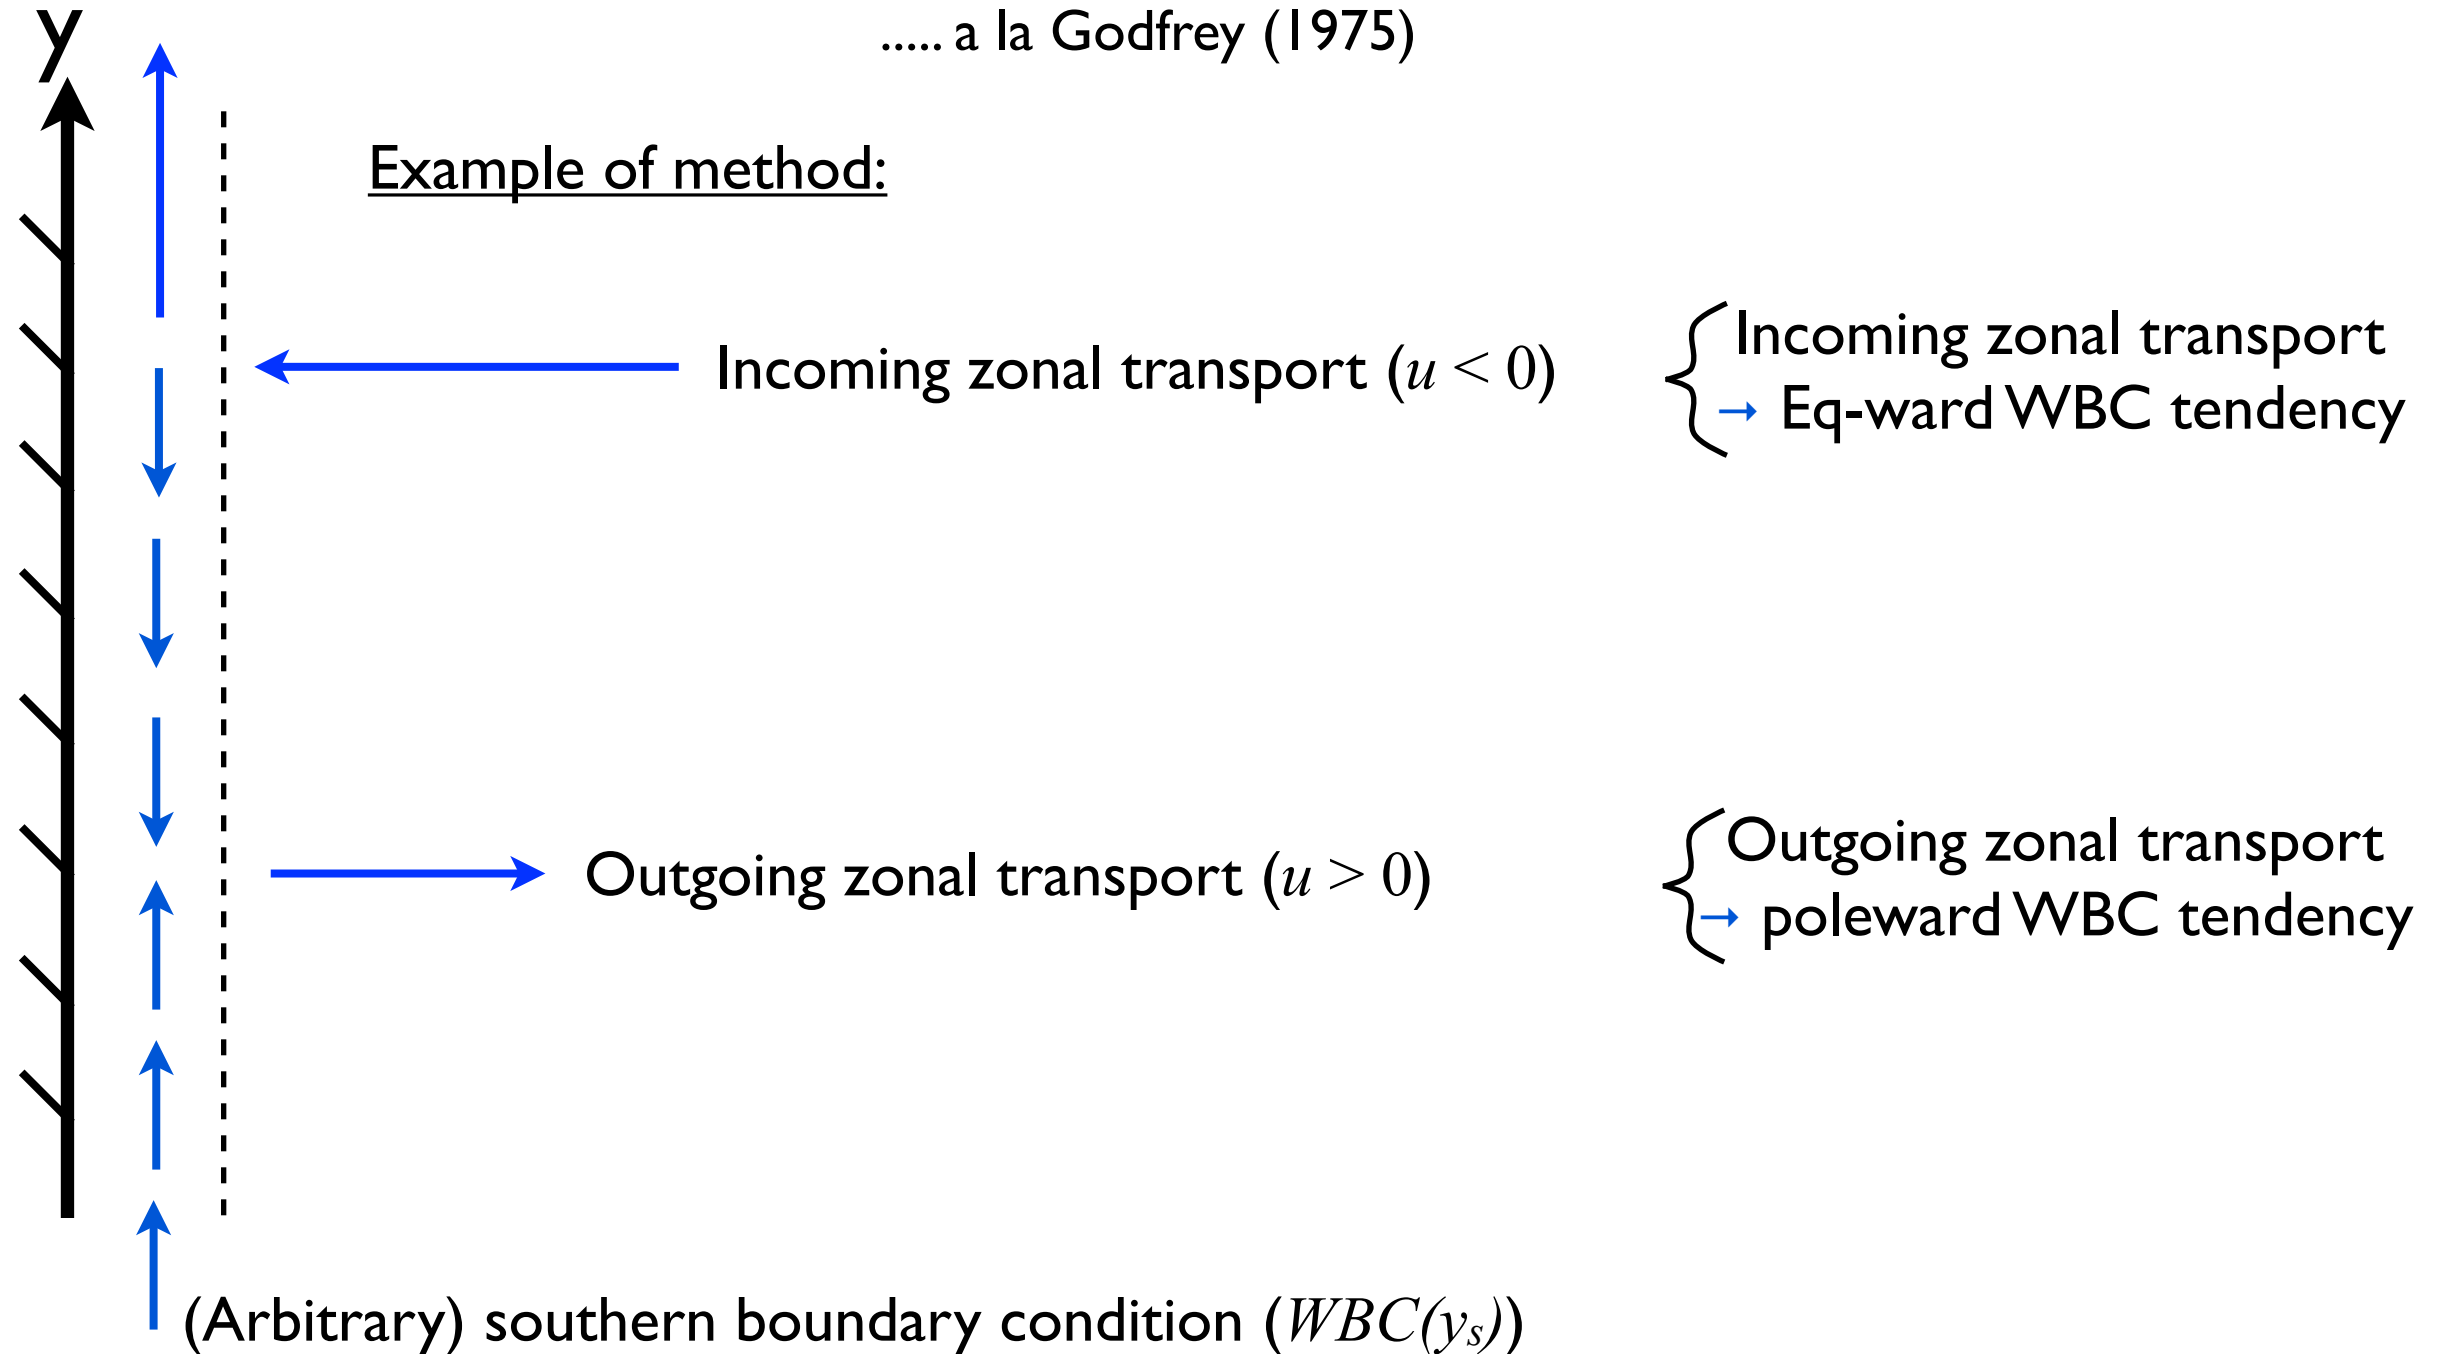 y
..... a la Godfrey (1975)
Example of method:
Incoming zonal transport (u < 0)
Incoming zonal transport
→ Eq-ward WBC tendency
Outgoing zonal transport (u > 0)
Outgoing zonal transport
→ poleward WBC tendency
(Arbitrary) southern boundary condition (WBC(yₛ))